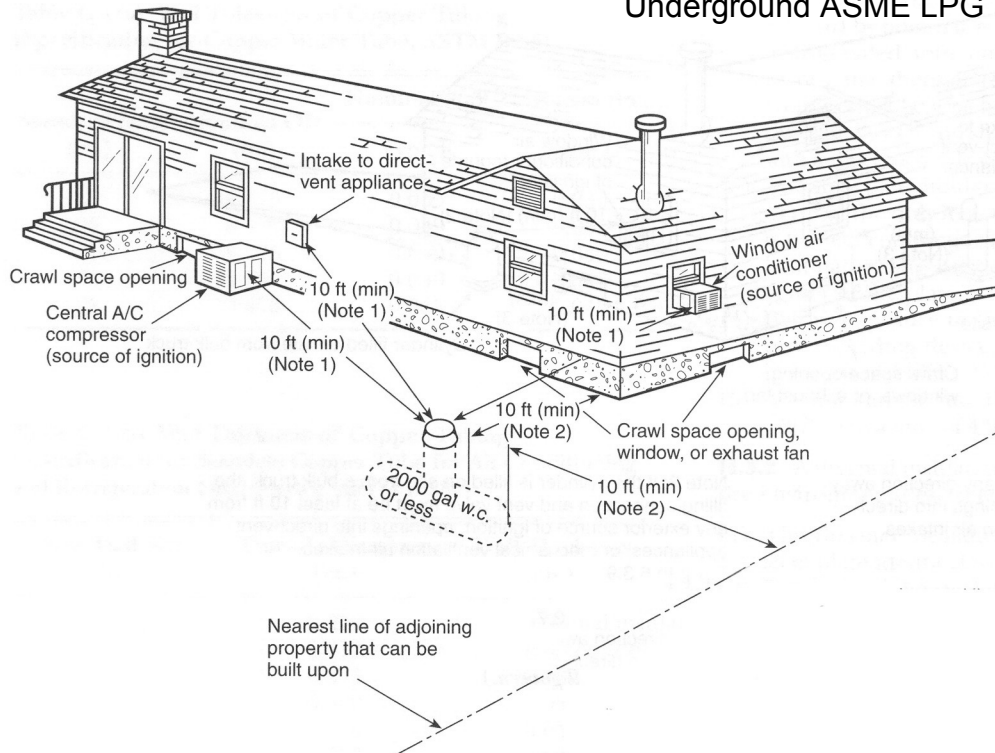 Underground ASME LPG
Intake to direct-
vent appliance
Crawl space opening
Central A/C
compressor
(source of ignition)
10 ft (min)
(Note 1)
10 ft (min)
(Note 1)
10 ft (min)
(Note 1)
Window air
conditioner
(source of ignition)
10 ft (min)
(Note 2)
Crawl space opening,
window, or exhaust fan
2000 gal w.c.
or less
10 ft (min)
(Note 2)
Nearest line of adjoining
property that can be
built upon